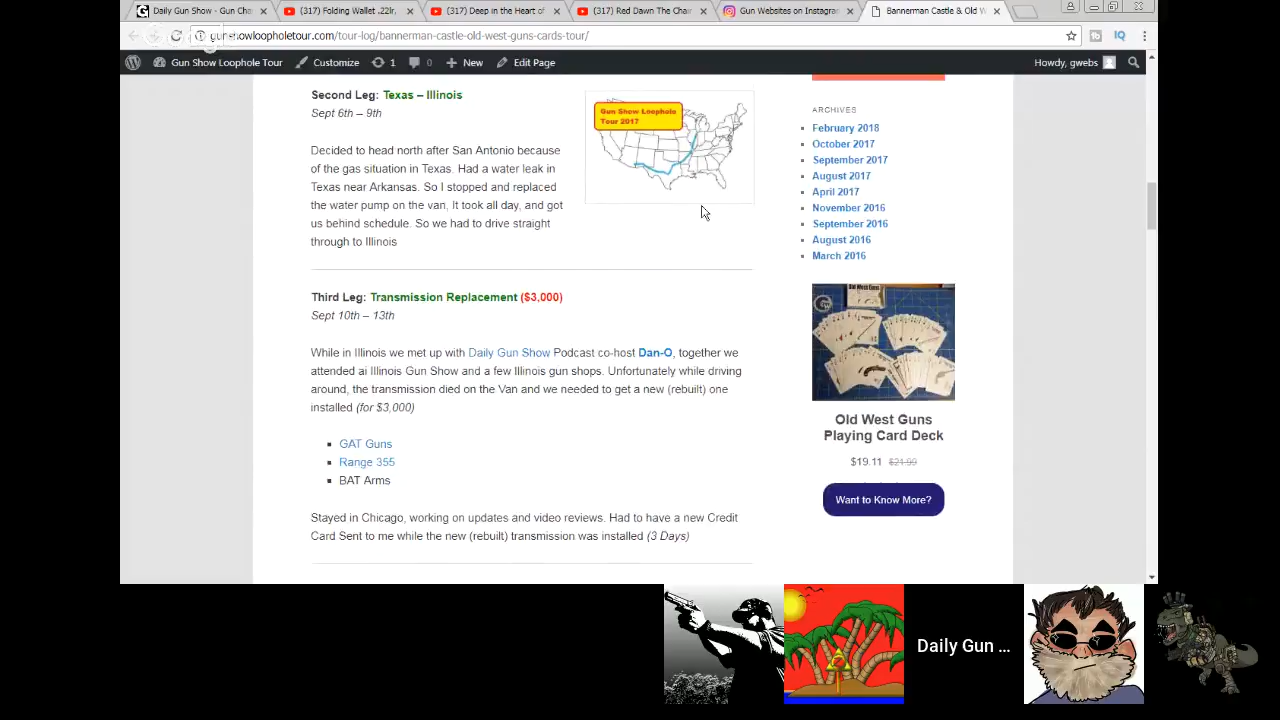 Daily Gun Show - Gun Che
(317) Folding Wallet .22lr,
(317) Deep in the Heart of
(317) Red Dawn The Chai
Gun Websites on Instagra
Bannerman Castle & Old W
gunshowloopholetour.com/tour-log/bannerman-castle-old-west-guns-cards-tour/
Gun Show Loophole Tour
Customize
1
0
New
Edit Page
Howdy, gwebs
Second Leg: Texas – Illinois
Sept 6th – 9th
Decided to head north after San Antonio because
of the gas situation in Texas. Had a water leak in
Texas near Arkansas. So I stopped and replaced
the water pump on the van. It took all day, and got
us behind schedule. So we had to drive straight
through to Illinois
Gun Show Loophole
Tour 2017
Third Leg: Transmission Replacement ($3,000)
Sept 10th – 13th
While in Illinois we met up with Daily Gun Show Podcast co-host Dan-O, together we
attended ai Illinois Gun Show and a few Illinois gun shops. Unfortunately while driving
around, the transmission died on the Van and we needed to get a new (rebuilt) one
installed (for $3,000)
GAT Guns
Range 355
BAT Arms
Stayed in Chicago, working on updates and video reviews. Had to have a new Credit
Card Sent to me while the new (rebuilt) transmission was installed (3 Days)
ARCHIVES
February 2018
October 2017
September 2017
August 2017
April 2017
November 2016
September 2016
August 2016
March 2016
Old West Guns
Old West Guns
Playing Card Deck
$19.11 $21.99
Want to Know More?
Daily Gun ...